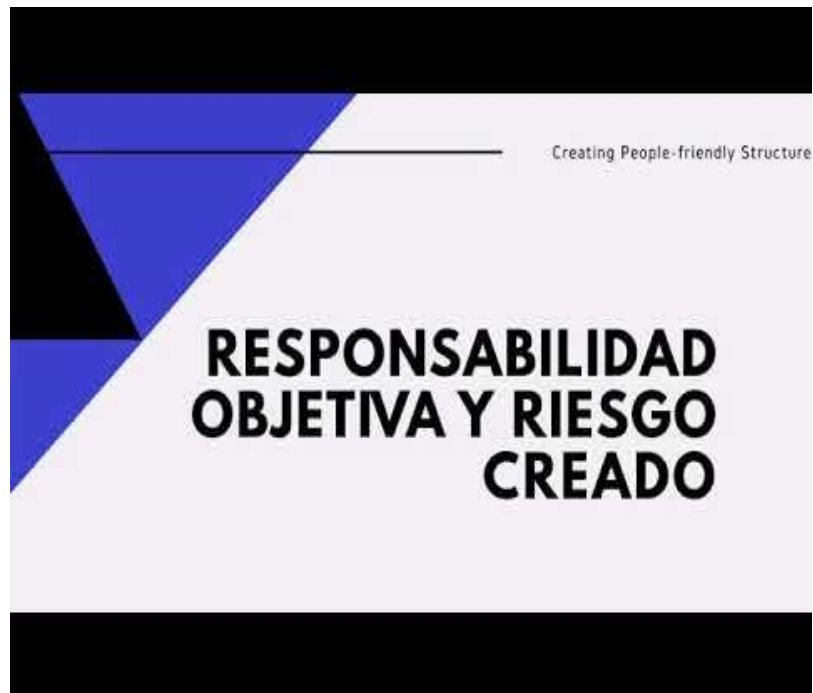 Creating People-friendly Structure
RESPONSABILIDAD
OBJETIVA Y RIESGO
CREADO